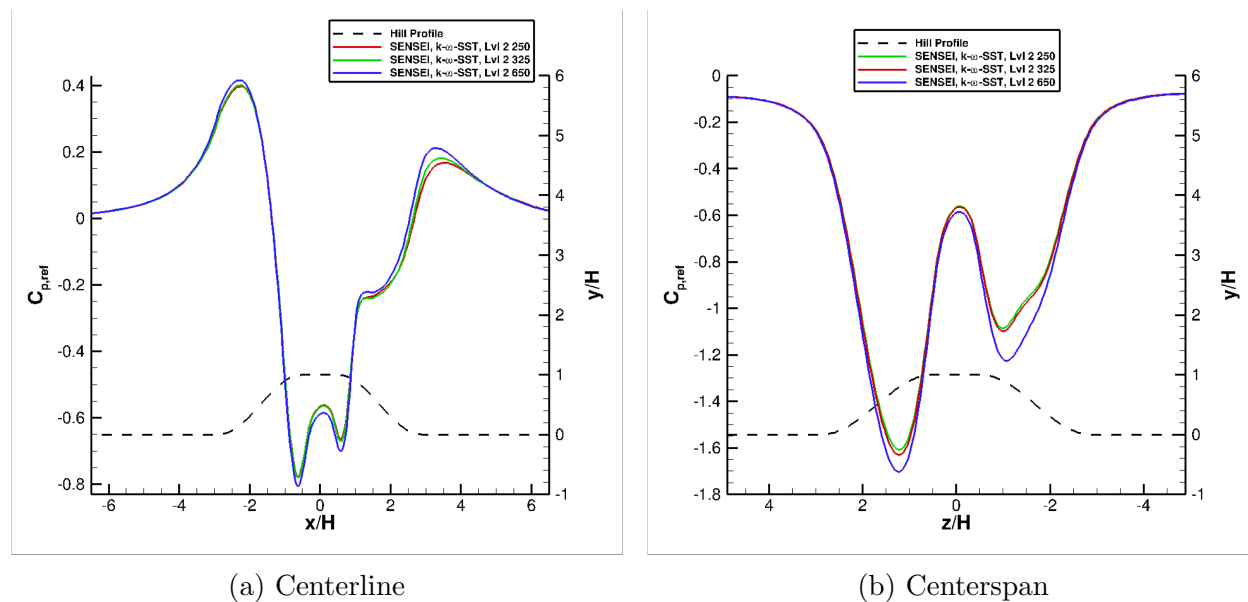 Hill Profile
SENSEI, k-ω-SST, Lvl 2 250
SENSEI, k-ω-SST, Lvl 2 325
SENSEI, k-ω-SST, Lvl 2 650
0.4
0.2
0
-0.2
-0.4
-0.6
-0.8
Cp,ref
-6
-4
-2
0
2
4
6
x/H
6
5
4
3
2
1
0
-1
y/H
(a) Centerline
Hill Profile
SENSEI, k-ω-SST, Lvl 2 250
SENSEI, k-ω-SST, Lvl 2 325
SENSEI, k-ω-SST, Lvl 2 650
0
-0.2
-0.4
-0.6
-0.8
-1
-1.2
-1.4
-1.6
-1.8
Cp,ref
4
2
0
-2
-4
z/H
6
5
4
3
2
1
0
-1
y/H
(b) Centerspan